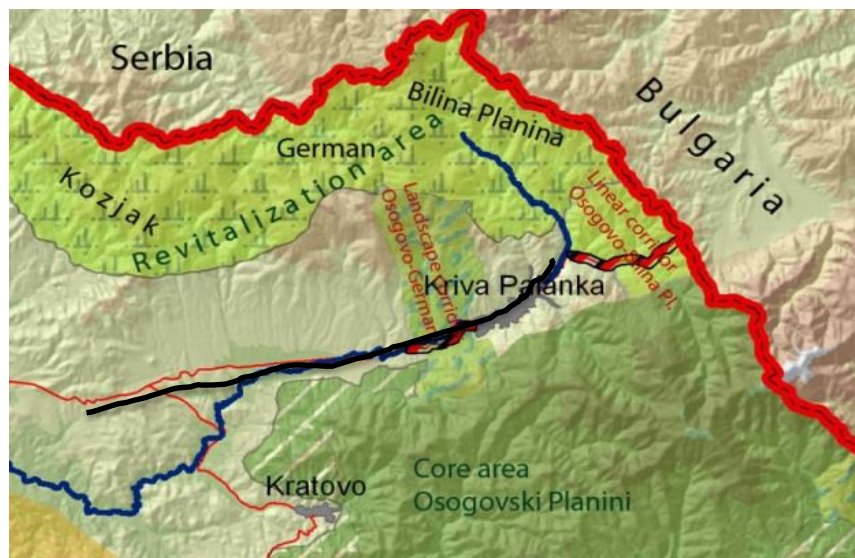 Serbia
Bulgaria
Bilina Planina
German
Kozjak
Revitalization area
Landscape corridor
Osogovo-German
Linear corridor
Osogovo-Bilina Pl.
Kriva Palanka
Core area
Osogovski Planini
Kratovo